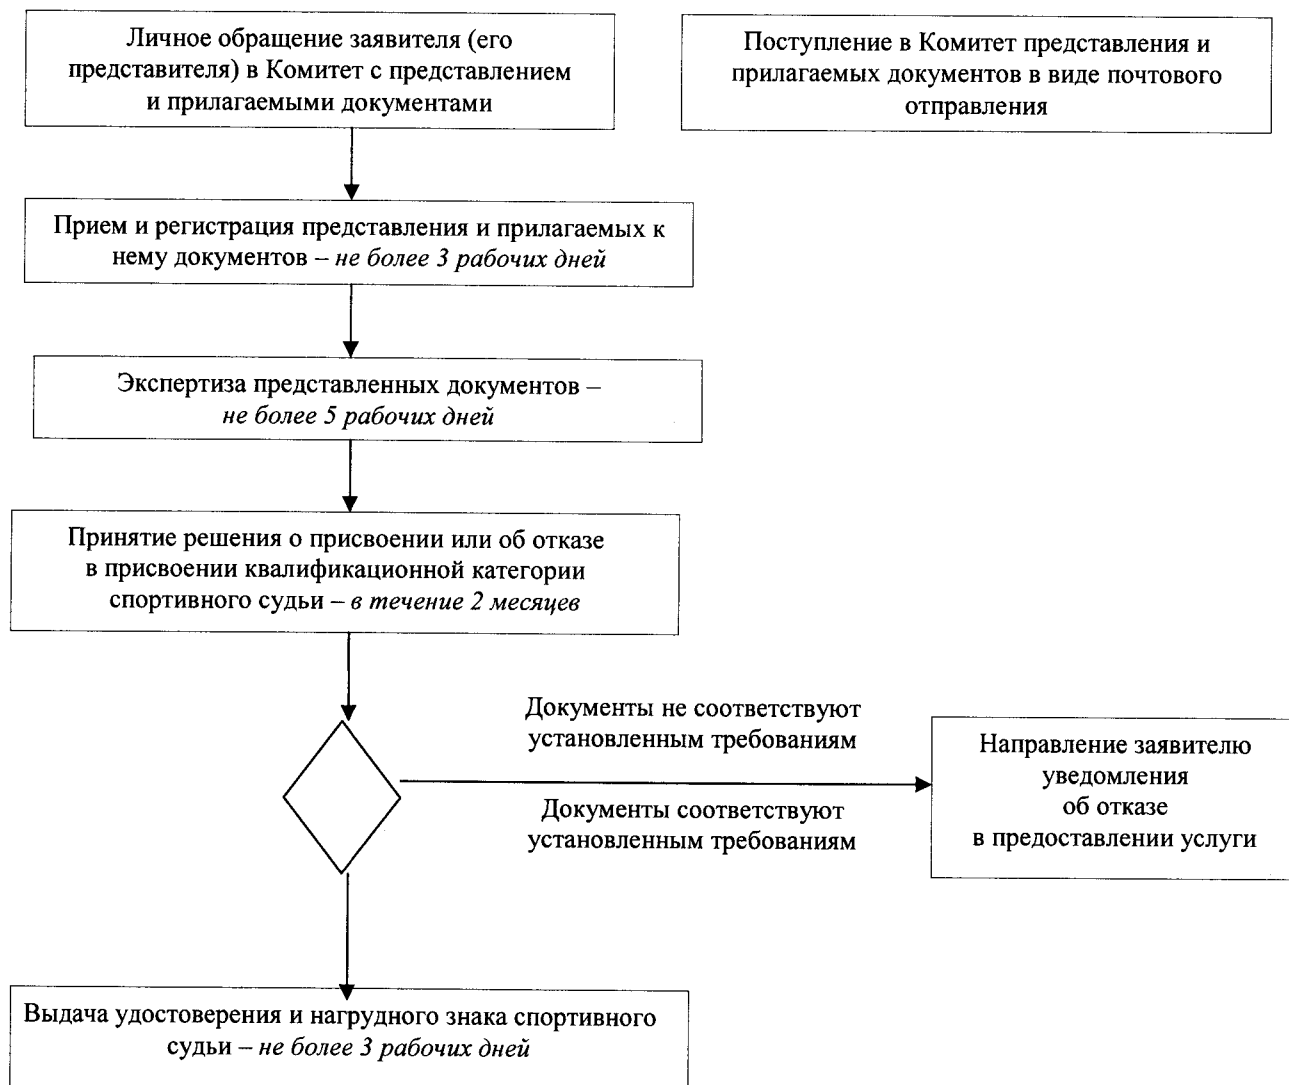 Личное обращение заявителя (его
представителя) в Комитет с представлением
и прилагаемыми документами
Поступление в Комитет представления и
прилагаемых документов в виде почтового
отправления
Прием и регистрация представления и прилагаемых к
нему документов – не более 3 рабочих дней
Экспертиза представленных документов –
не более 5 рабочих дней
Принятие решения о присвоении или об отказе
в присвоении квалификационной категории
спортивного судьи – в течение 2 месяцев
Документы не соответствуют
установленным требованиям
Документы соответствуют
установленным требованиям
Направление заявителю
уведомления
об отказе
в предоставлении услуги
Выдача удостоверения и нагрудного знака спортивного
судьи – не более 3 рабочих дней